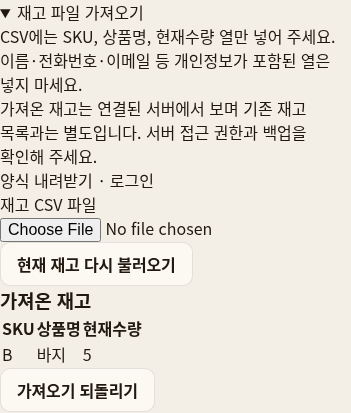 ▼ 재고 파일 가져오기
CSV에는 SKU, 상품명, 현재수량 열만 넣어 주세요.
이름·전화번호·이메일 등 개인정보가 포함된 열은
넣지 마세요.
가져온 재고는 연결된 서버에서 보며 기존 재고
목록과는 별도입니다. 서버 접근 권한과 백업을
확인해 주세요.
양식 내려받기 · 로그인
재고 CSV 파일
Choose File No file chosen
현재 재고 다시 불러오기
가져온 재고
SKU 상품명 현재수량
B 바지 5
가져오기 되돌리기